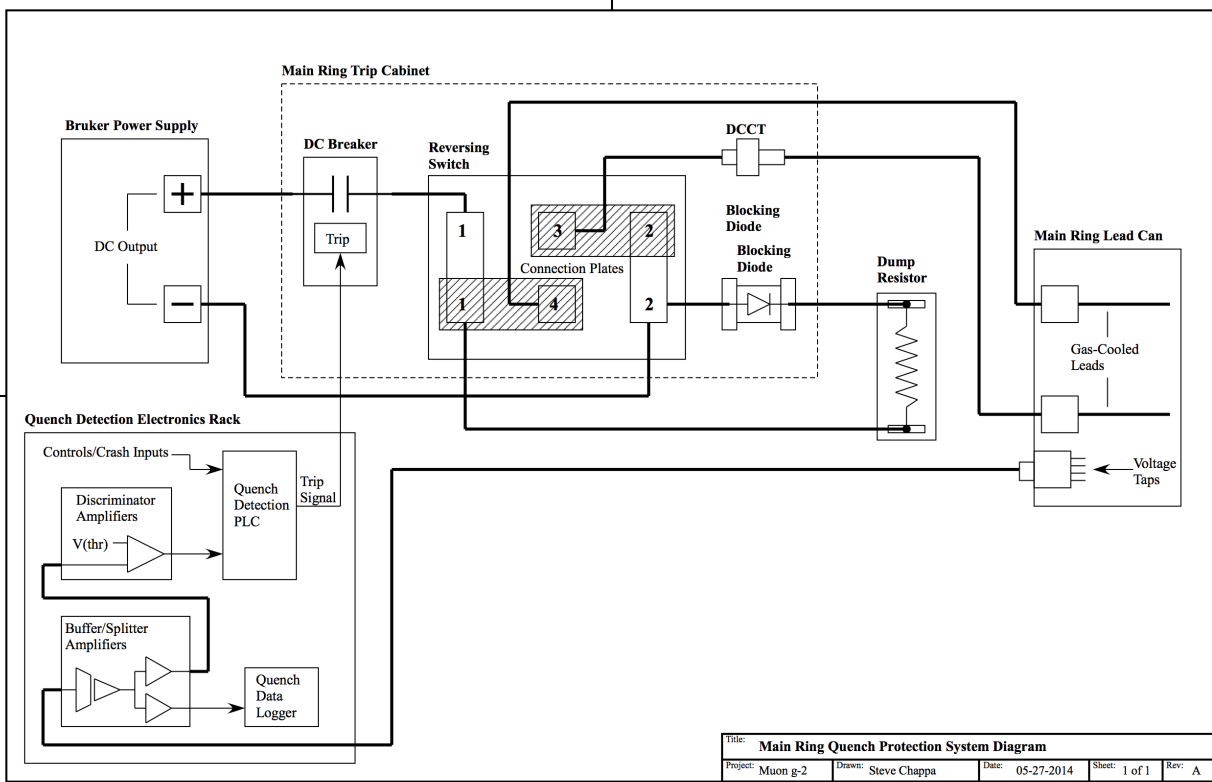 Main Ring Trip Cabinet
Bruker Power Supply
+
DC Output
−
DC Breaker
Trip
Reversing
Switch
1
3
2
Connection Plates
1
4
2
DCCT
Blocking
Diode
Blocking
Diode
Dump
Resistor
Main Ring Lead Can
Gas-Cooled
Leads
Voltage
Taps
Quench Detection Electronics Rack
Controls/Crash Inputs
Quench
Detection
PLC
Trip
Signal
Discriminator
Amplifiers
V(thr)
Buffer/Splitter
Amplifiers
Quench
Data
Logger
Title: Main Ring Quench Protection System Diagram
Project: Muon g-2 Drawn: Steve Chappa Date: 05-27-2014 Sheet: 1 of 1 Rev: A